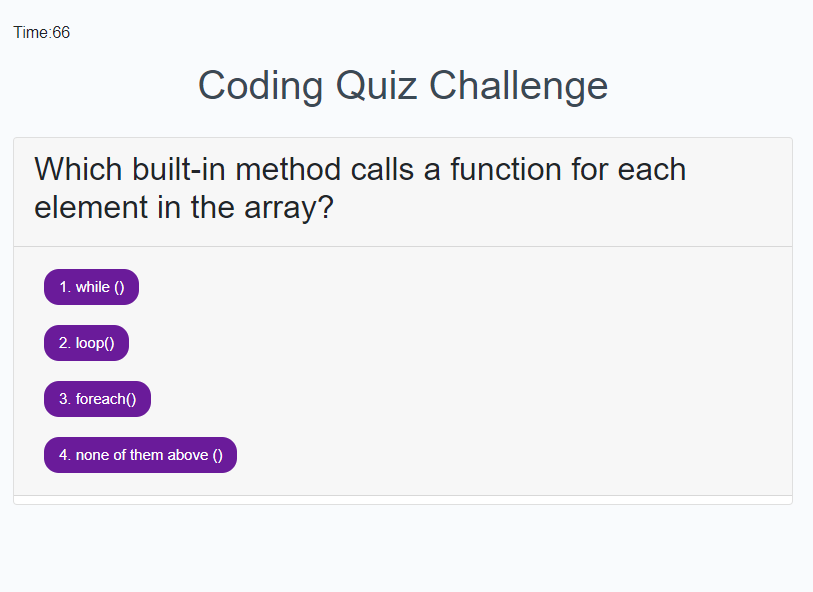 Time:66
Coding Quiz Challenge
Which built-in method calls a function for each
element in the array?
1. while ()
2. loop()
3. foreach()
4. none of them above ()